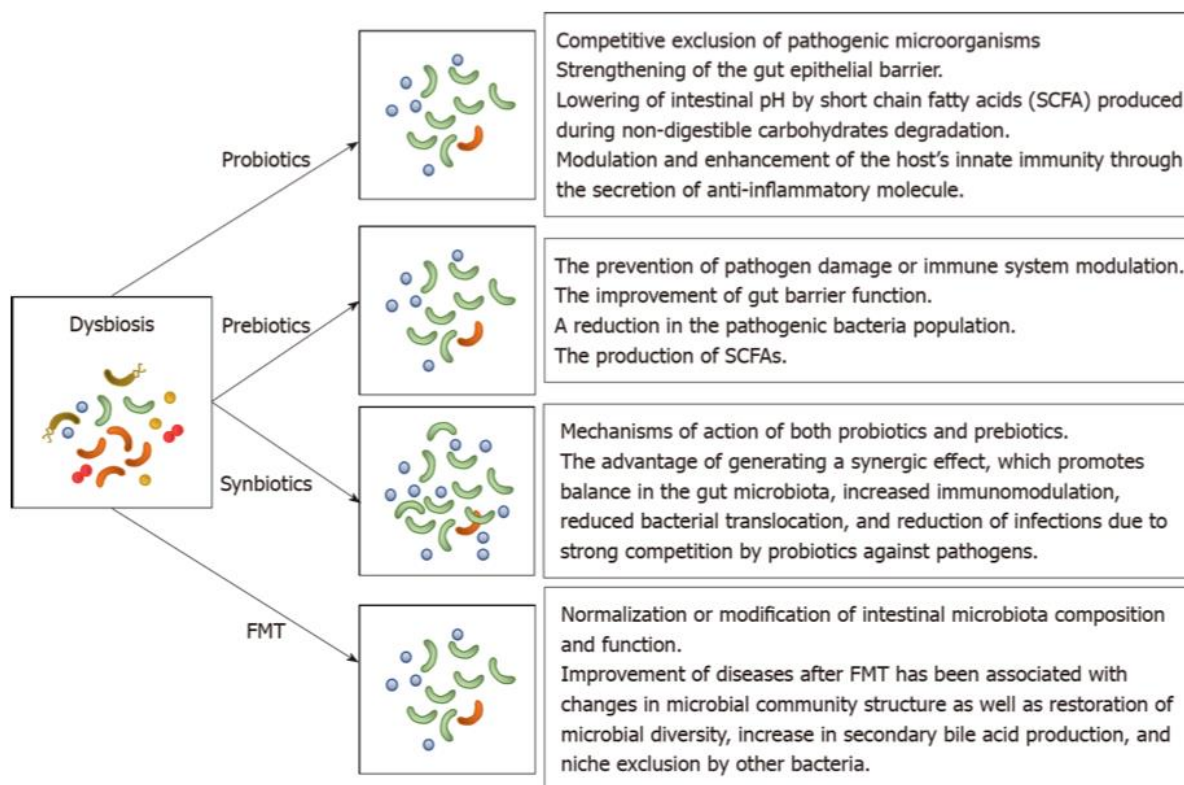 Competitive exclusion of pathogenic microorganisms
Strengthening of the gut epithelial barrier.
Lowering of intestinal pH by short chain fatty acids (SCFA) produced
during non-digestible carbohydrates degradation.
Modulation and enhancement of the host's innate immunity through
the secretion of anti-inflammatory molecule.
Probiotics
The prevention of pathogen damage or immune system modulation.
The improvement of gut barrier function.
A reduction in the pathogenic bacteria population.
The production of SCFAs.
Dysbiosis
Prebiotics
Mechanisms of action of both probiotics and prebiotics.
The advantage of generating a synergic effect, which promotes
balance in the gut microbiota, increased immunomodulation,
reduced bacterial translocation, and reduction of infections due to
strong competition by probiotics against pathogens.
Synbiotics
Normalization or modification of intestinal microbiota composition
and function.
Improvement of diseases after FMT has been associated with
changes in microbial community structure as well as restoration of
microbial diversity, increase in secondary bile acid production, and
niche exclusion by other bacteria.
FMT